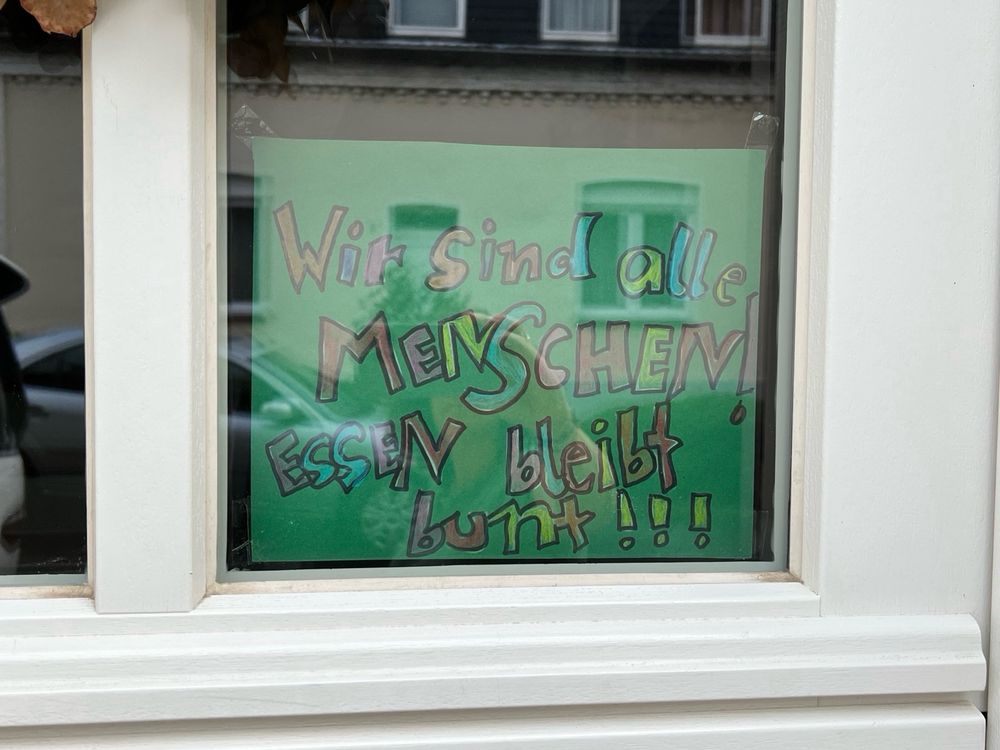 Wir sind alle
MENSCHEN!
ESSEN bleibt
bunt!!!